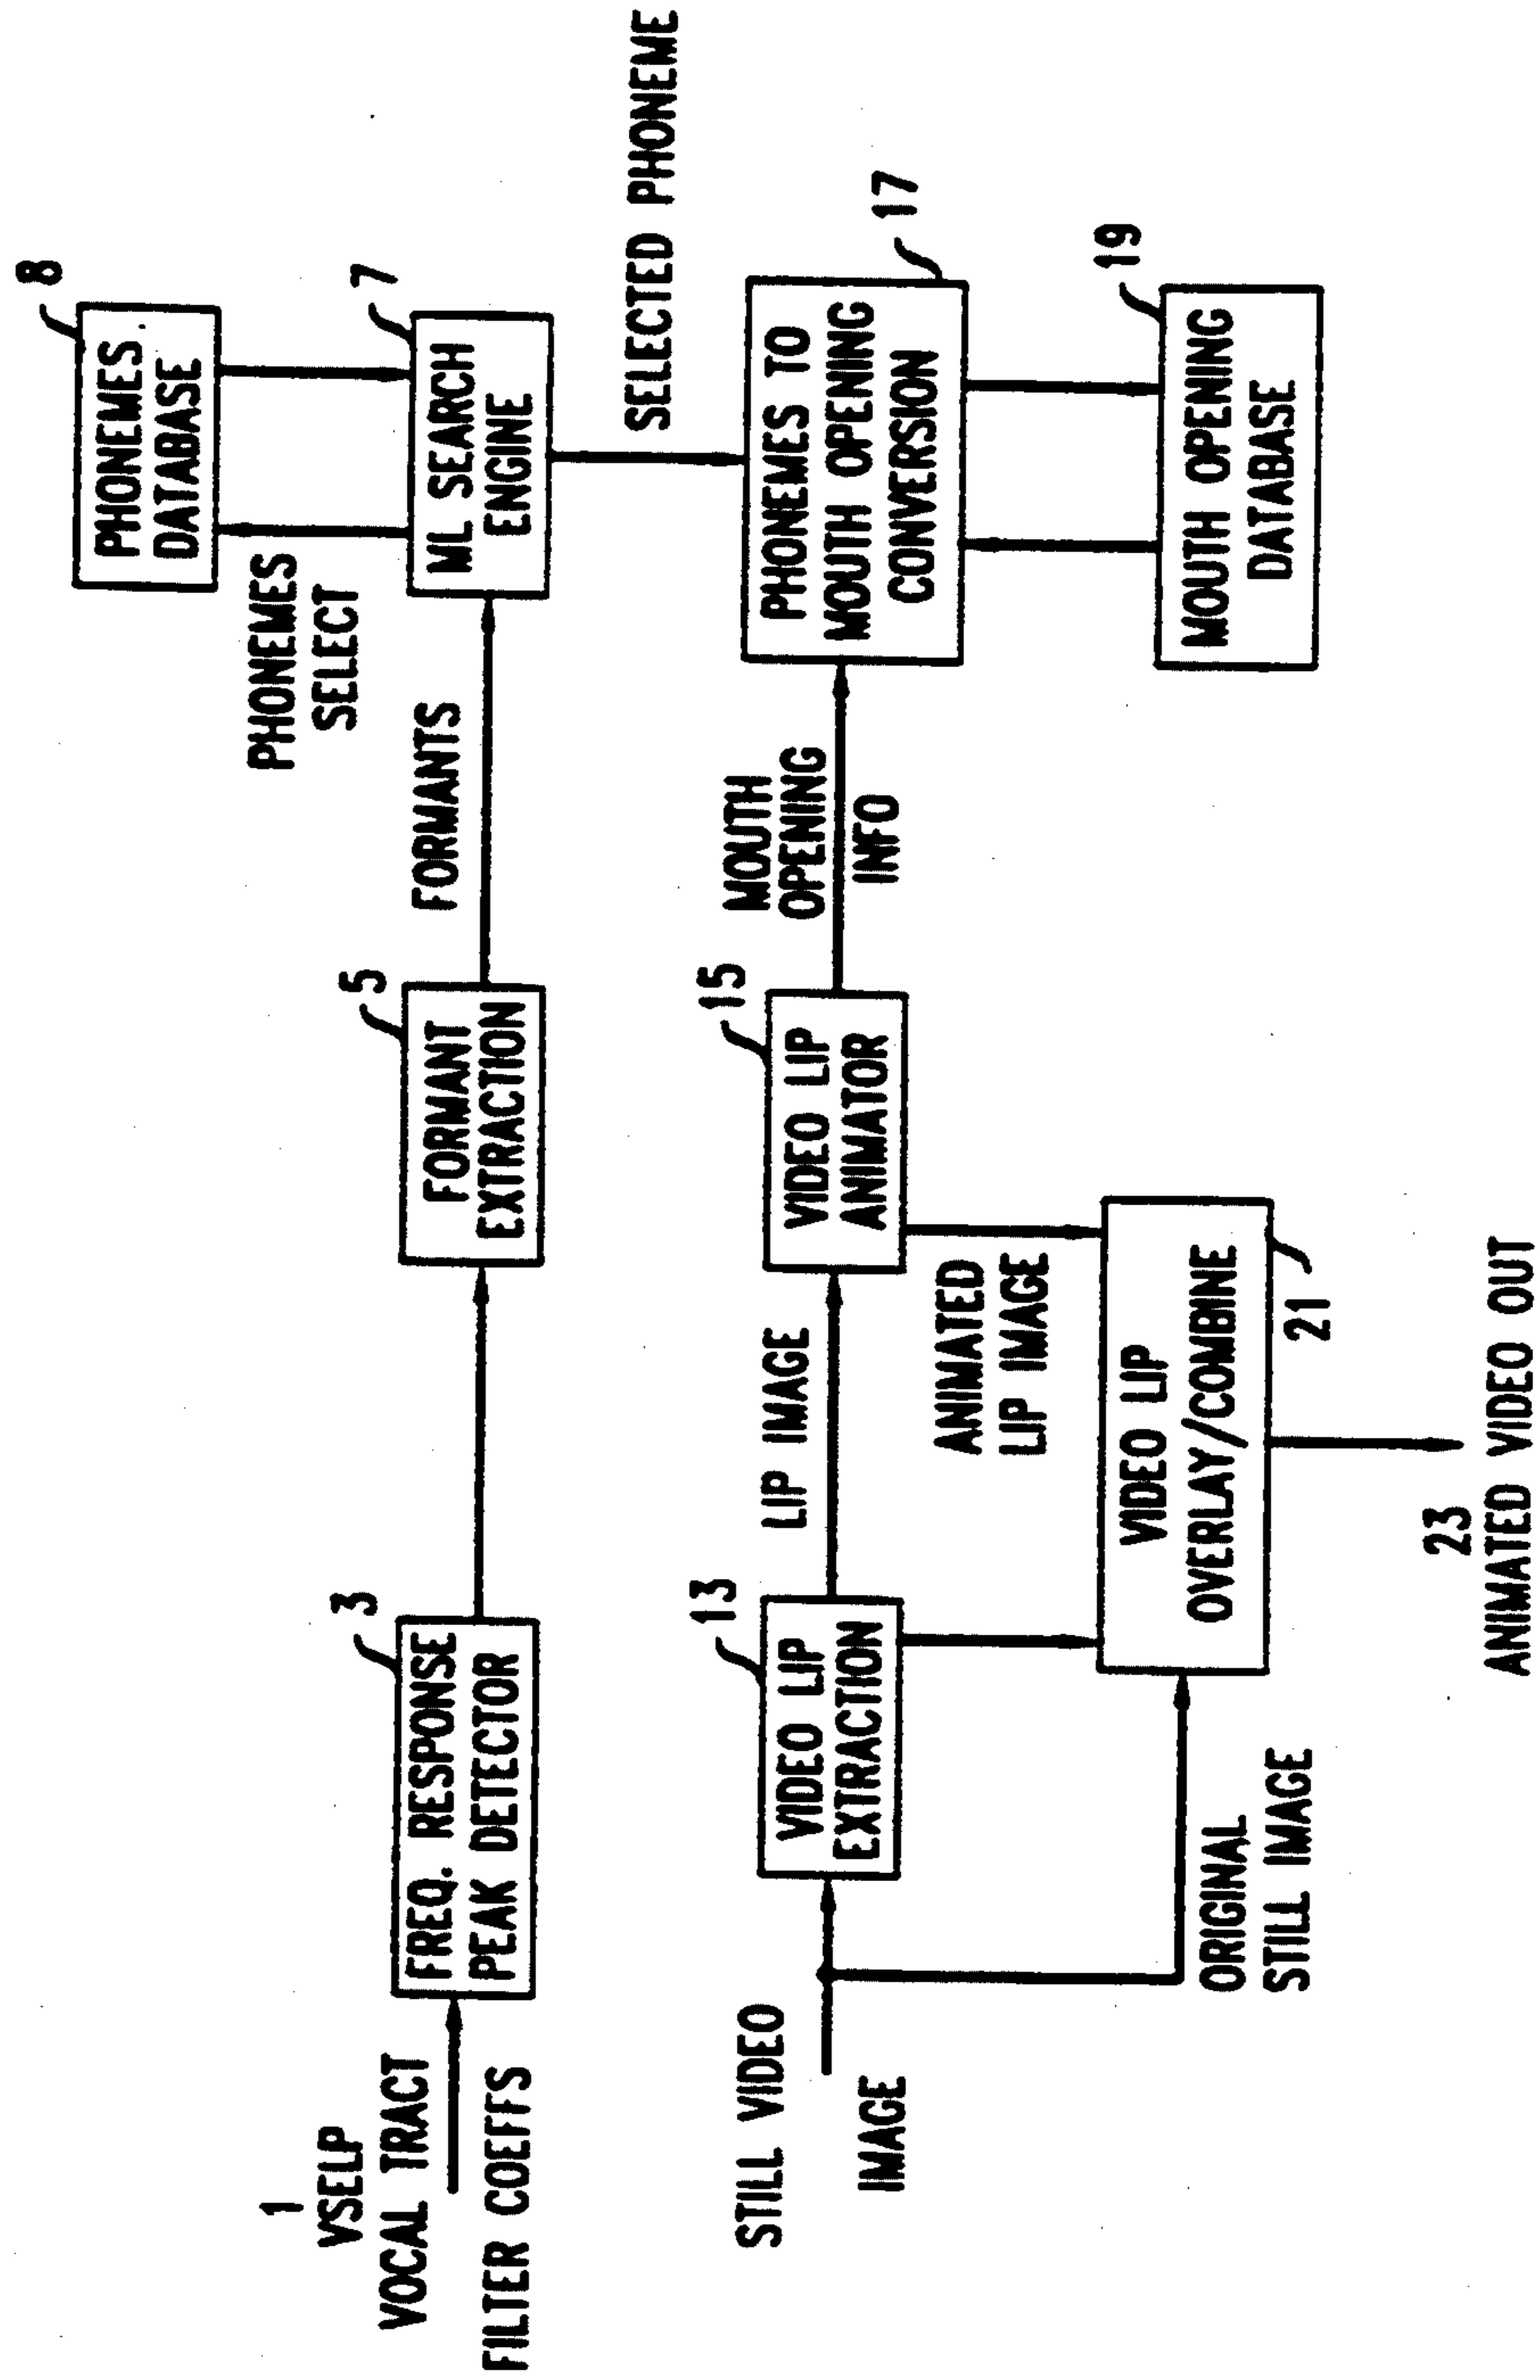 1
VSELP
VOCAL TRACT
FILTER COEFFS
3
FREQ. RESPONSE
PEAK DETECTOR
5
FORMANT
EXTRACTION
FORMANTS
PHONEMES
SELECT
8
PHONEMES
DATABASE
7
ML SEARCH
ENGINE
SELECTED PHONEME
STILL VIDEO
IMAGE
13
VIDEO LIP
EXTRACTION
LIP IMAGE
15
VIDEO LIP
ANIMATOR
MOUTH
OPENING
INFO
17
PHONEMES TO
MOUTH OPENING
CONVERSION
19
MOUTH OPENING
DATABASE
ORIGINAL
STILL IMAGE
ANIMATED
LIP IMAGE
VIDEO LIP
OVERLAY/COMBINE
21
23
ANIMATED VIDEO OUT